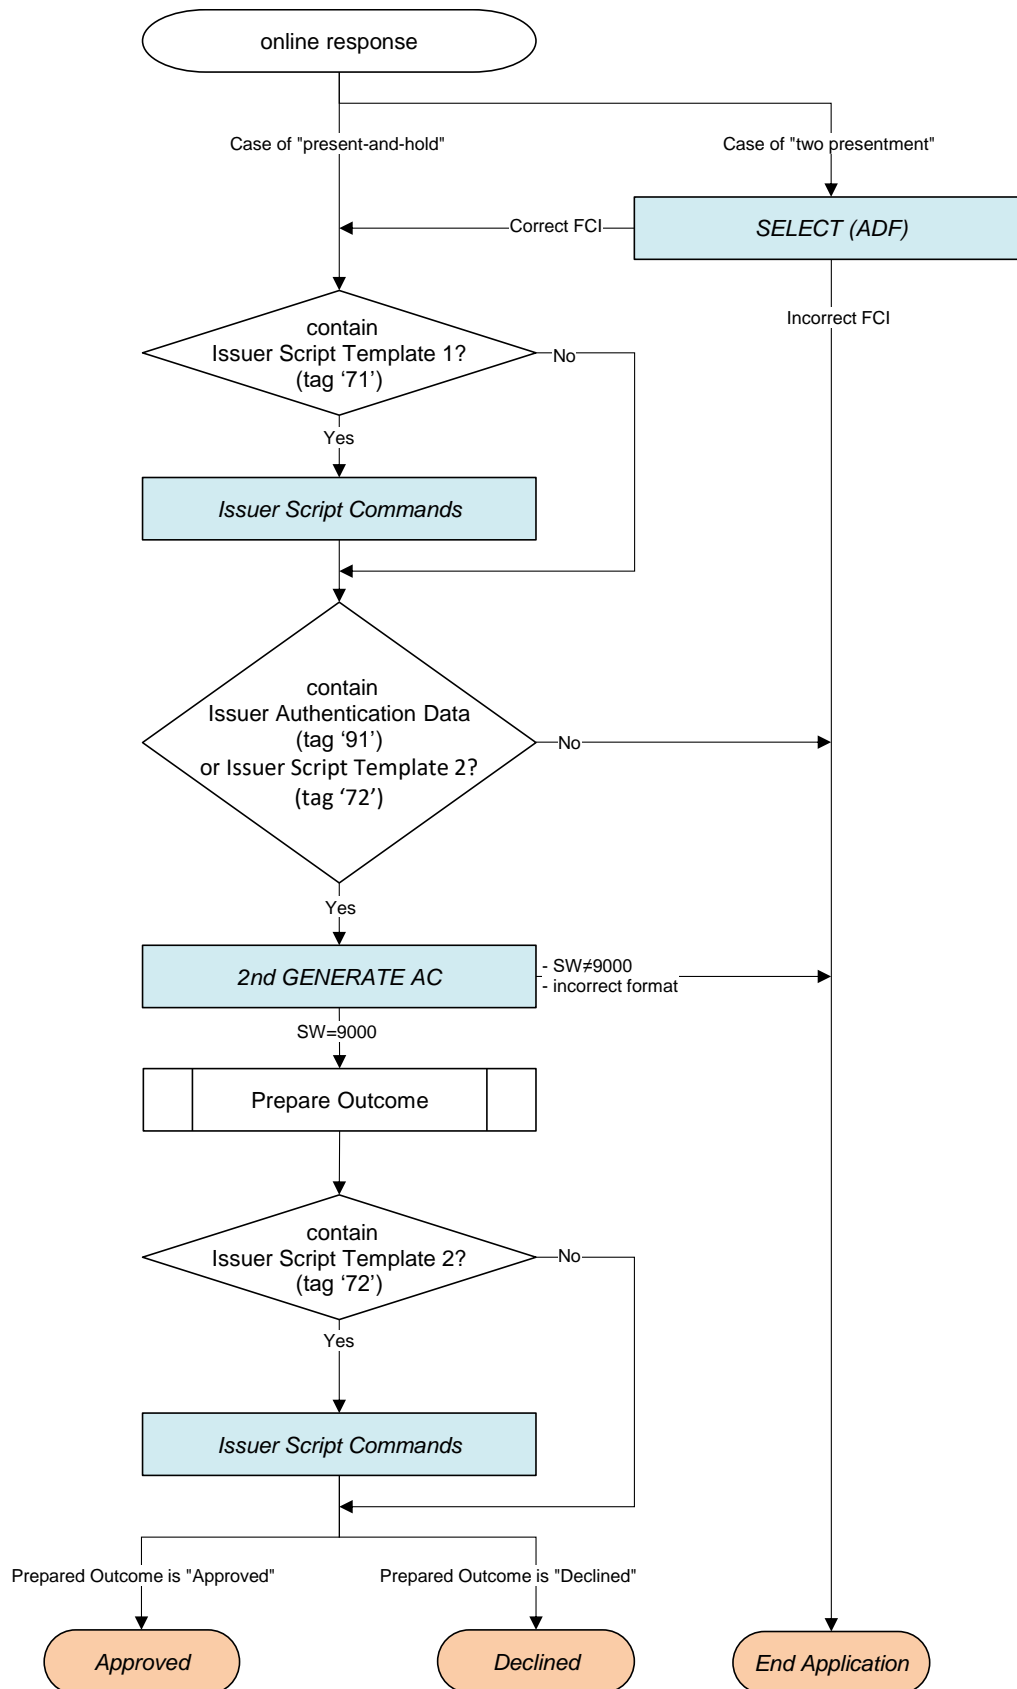 online response
Case of "present-and-hold"
Case of "two presentment"
Correct FCI
SELECT (ADF)
Incorrect FCI
contain
Issuer Script Template 1?
(tag ‘71’)
No
Yes
Issuer Script Commands
contain
Issuer Authentication Data
(tag ‘91’)
or Issuer Script Template 2?
(tag ‘72’)
No
Yes
2nd GENERATE AC
- SW≠9000
- incorrect format
SW=9000
Prepare Outcome
contain
Issuer Script Template 2?
(tag ‘72’)
No
Yes
Issuer Script Commands
Prepared Outcome is "Approved"
Prepared Outcome is "Declined"
Approved
Declined
End Application